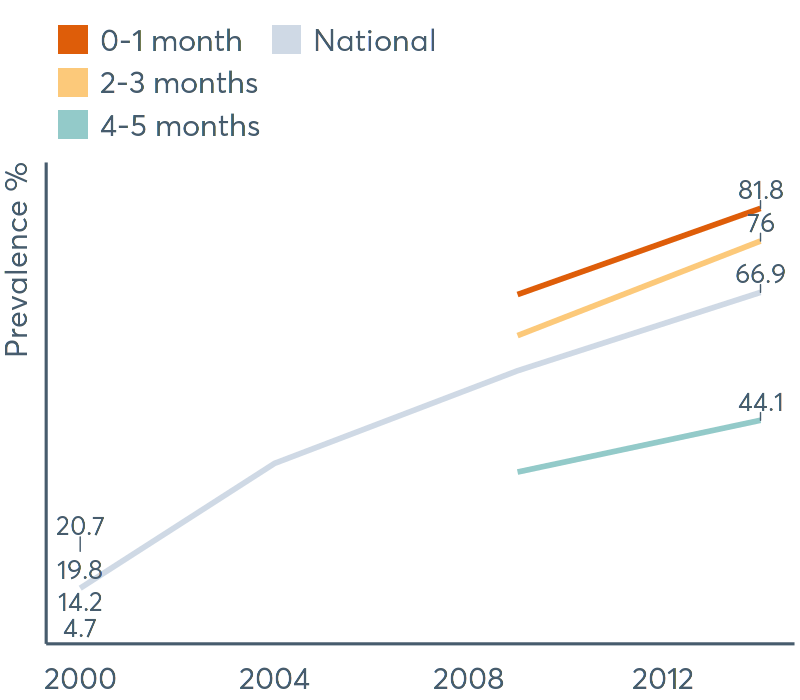 0-1 month National
2-3 months
4-5 months
Prevalence %
81.8
76
66.9
44.1
20.7
19.8
14.2
4.7
2000 2004 2008 2012